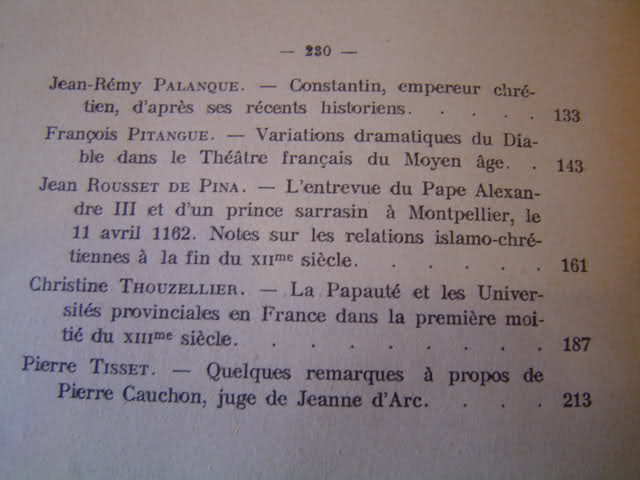 — 230 —
Jean-Rémy PALANQUE. — Constantin, empereur chré-
tien, d'après ses récents historiens. . . . . 133
François PITANGUE. — Variations dramatiques du Dia-
ble dans le Théâtre français du Moyen âge. . 143
Jean ROUSSET DE PINA. — L'entrevue du Pape Alexan-
dre III et d'un prince sarrasin à Montpellier, le
11 avril 1162. Notes sur les relations islamo-chré-
tiennes à la fin du XIIme siècle. . . . . . 161
Christine THOUZELLIER. — La Papauté et les Univer-
sités provinciales en France dans la première moi-
tié du XIIIme siècle. . . . . . . . . 187
Pierre TISSET. — Quelques remarques à propos de
Pierre Cauchon, juge de Jeanne d'Arc. . . . . 213